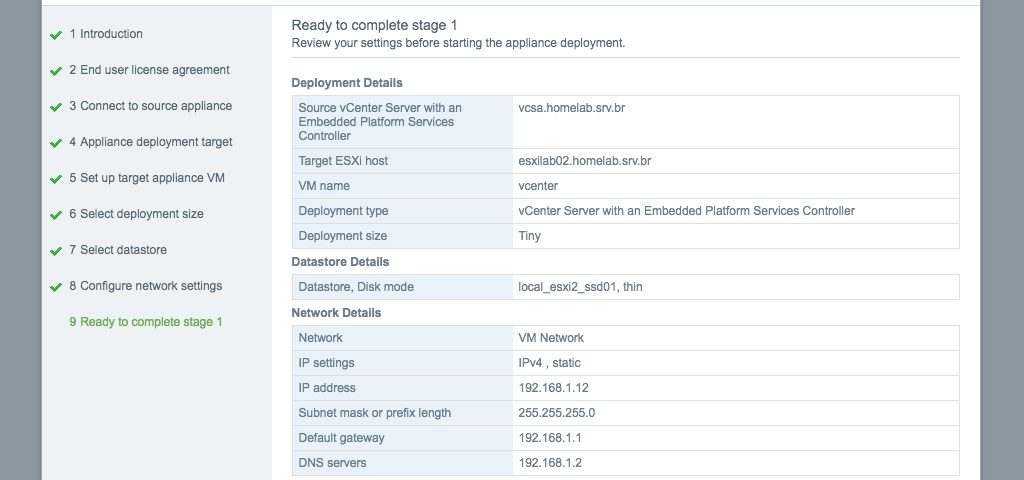 1 Introduction
2 End user license agreement
3 Connect to source appliance
4 Appliance deployment target
5 Set up target appliance VM
6 Select deployment size
7 Select datastore
8 Configure network settings
9 Ready to complete stage 1
Ready to complete stage 1
Review your settings before starting the appliance deployment.
Deployment Details
Source vCenter Server with an vcsa.homelab.srv.br
Embedded Platform Services
Controller
Target ESXi host esxilab02.homelab.srv.br
VM name vcenter
Deployment type vCenter Server with an Embedded Platform Services Controller
Deployment size Tiny
Datastore Details
Datastore, Disk mode local_esxi2_ssd01, thin
Network Details
Network VM Network
IP settings IPv4 , static
IP address 192.168.1.12
Subnet mask or prefix length 255.255.255.0
Default gateway 192.168.1.1
DNS servers 192.168.1.2